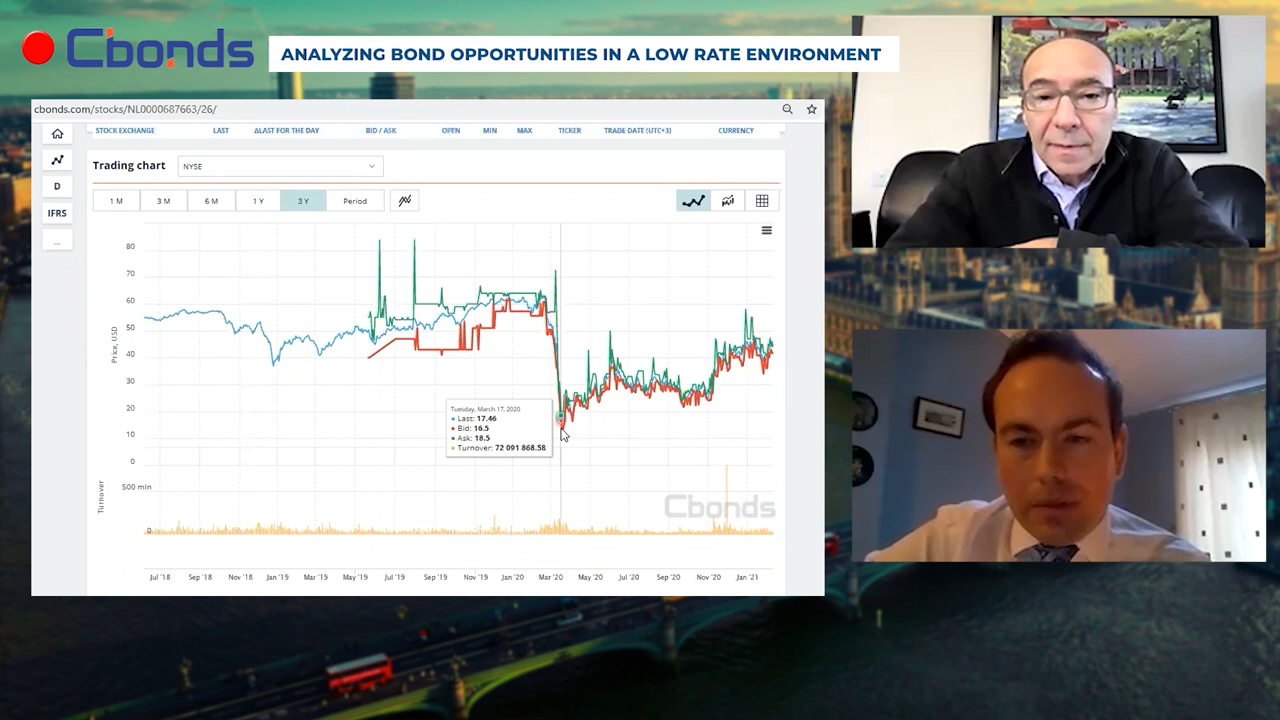 Cbonds
ANALYZING BOND OPPORTUNITIES IN A LOW RATE ENVIRONMENT
cbonds.com/stocks/NL0000687663/26/
STOCK EXCHANGE LAST ΔLAST FOR THE DAY BID / ASK OPEN MIN MAX TICKER TRADE DATE (UTC+3) CURRENCY
D
IFRS
...
Trading chart NYSE
1 M 3 M 6 M 1 Y 3 Y Period
Price, USD
80
70
60
50
40
30
20
10
0
Tuesday, March 17, 2020
Last: 17.46
Bid: 16.5
Ask: 18.5
Turnover: 72 091 868.58
Turnover
500 mln
0
Cbonds
Jul '18 Sep '18 Nov '18 Jan '19 Mar '19 May '19 Jul '19 Sep '19 Nov '19 Jan '20 Mar '20 May '20 Jul '20 Sep '20 Nov '20 Jan '21